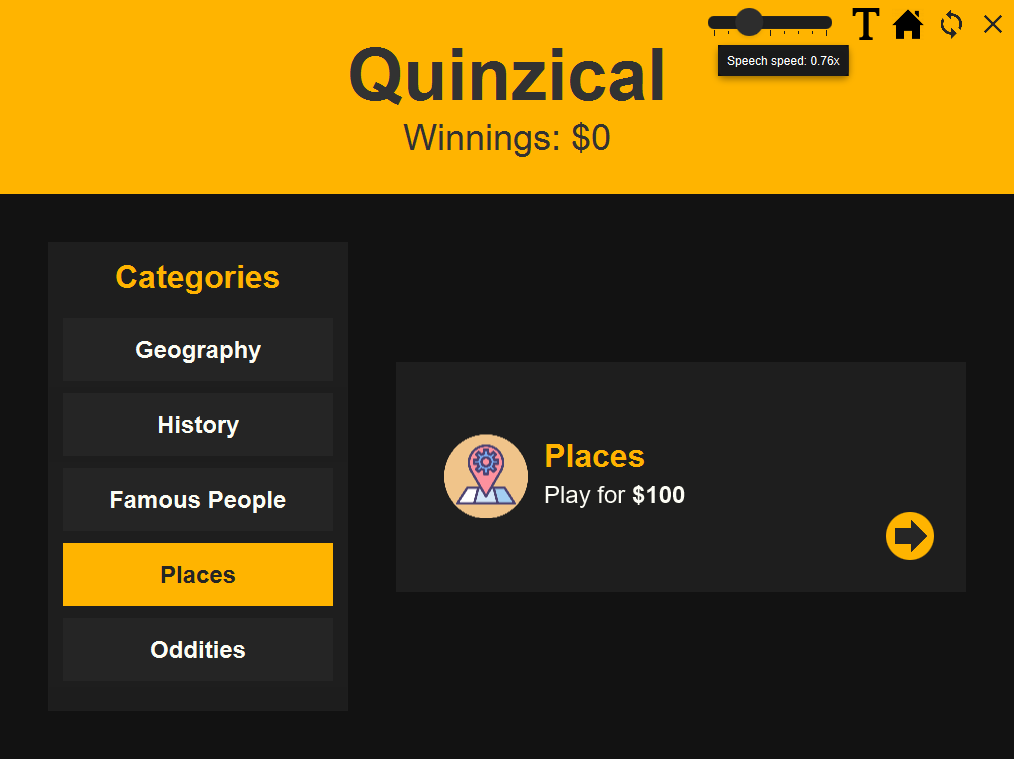 T
Speech speed: 0.76x
Quinzical
Winnings: $0
Categories
Geography
History
Famous People
Places
Oddities
Places
Play for $100